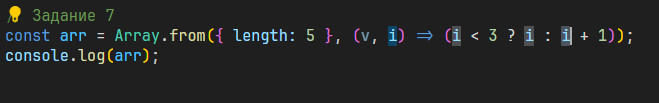 // Задание 7
const arr = Array.from({ length: 5 }, (v, i) => (i < 3 ? i : i + 1));
console.log(arr);